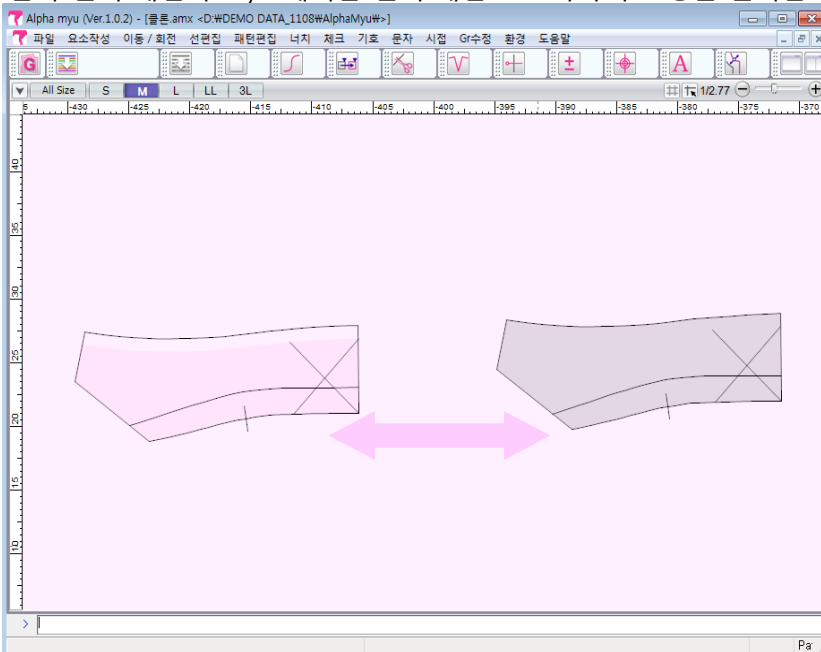 Alpha myu (Ver.1.0.2) - [클론.amx <D:₩DEMO DATA_1108₩AlphaMyu₩>]
파일 요소작성 이동 / 회전 선편집 패턴편집 너치 체크 기호 문자 시접 Gr수정 환경 도움말
G A
All Size S M L LL 3L 1/2.77
5 -430 -425 -420 -415 -410 -405 -400 -395 -390 -385 -380 -375 -370
40
35
30
25
20
15
10
>
Pa